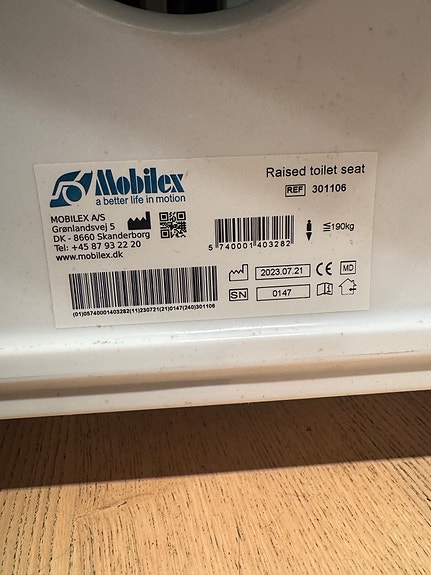 Mobilex
a better life in motion
MOBILEX A/S
Grønlandsvej 5
DK - 8660 Skanderborg
Tel: +45 87 93 22 20
www.mobilex.dk
(01)05740001403282(11)230721(21)0147(240)301106
Raised toilet seat
REF 301106
5 740001 403282
≦190kg
2023.07.21 CE MD
SN 0147